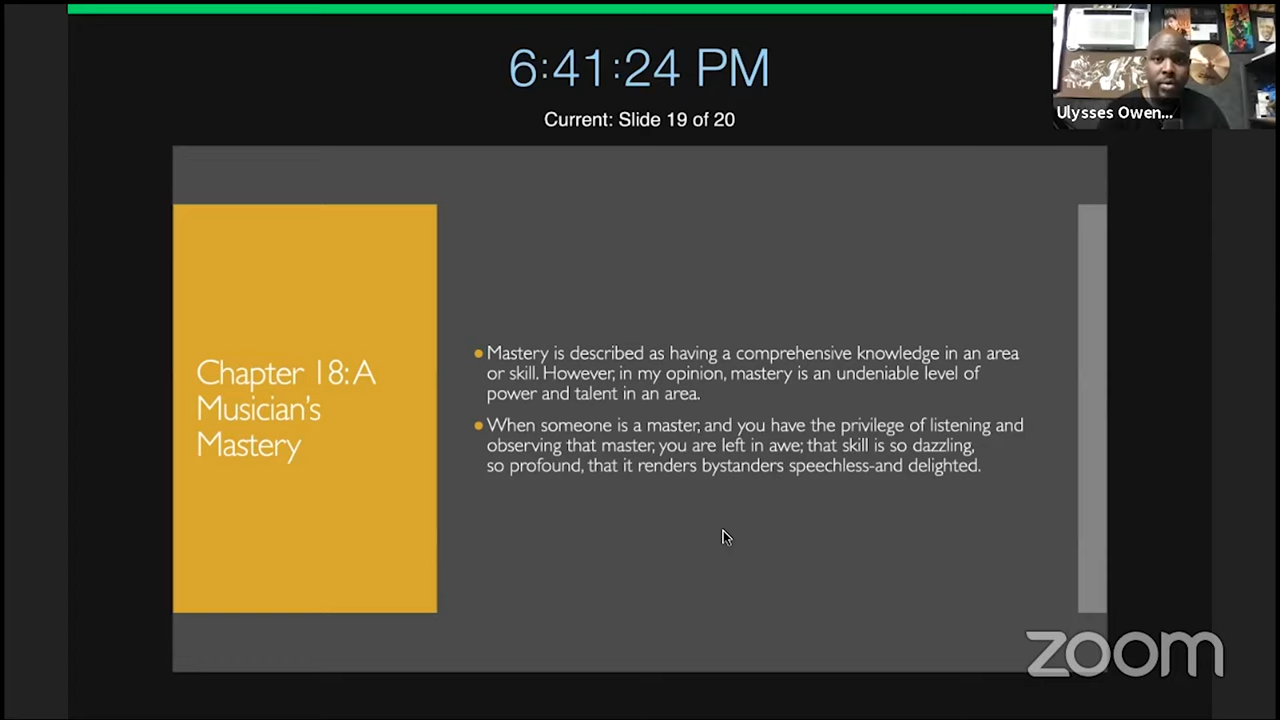 6:41:24 PM
Current: Slide 19 of 20
Ulysses Owen...
Chapter 18: A
Musician's
Mastery
Mastery is described as having a comprehensive knowledge in an area
or skill. However, in my opinion, mastery is an undeniable level of
power and talent in an area.
When someone is a master, and you have the privilege of listening and
observing that master, you are left in awe; that skill is so dazzling,
so profound, that it renders bystanders speechless-and delighted.
zoom